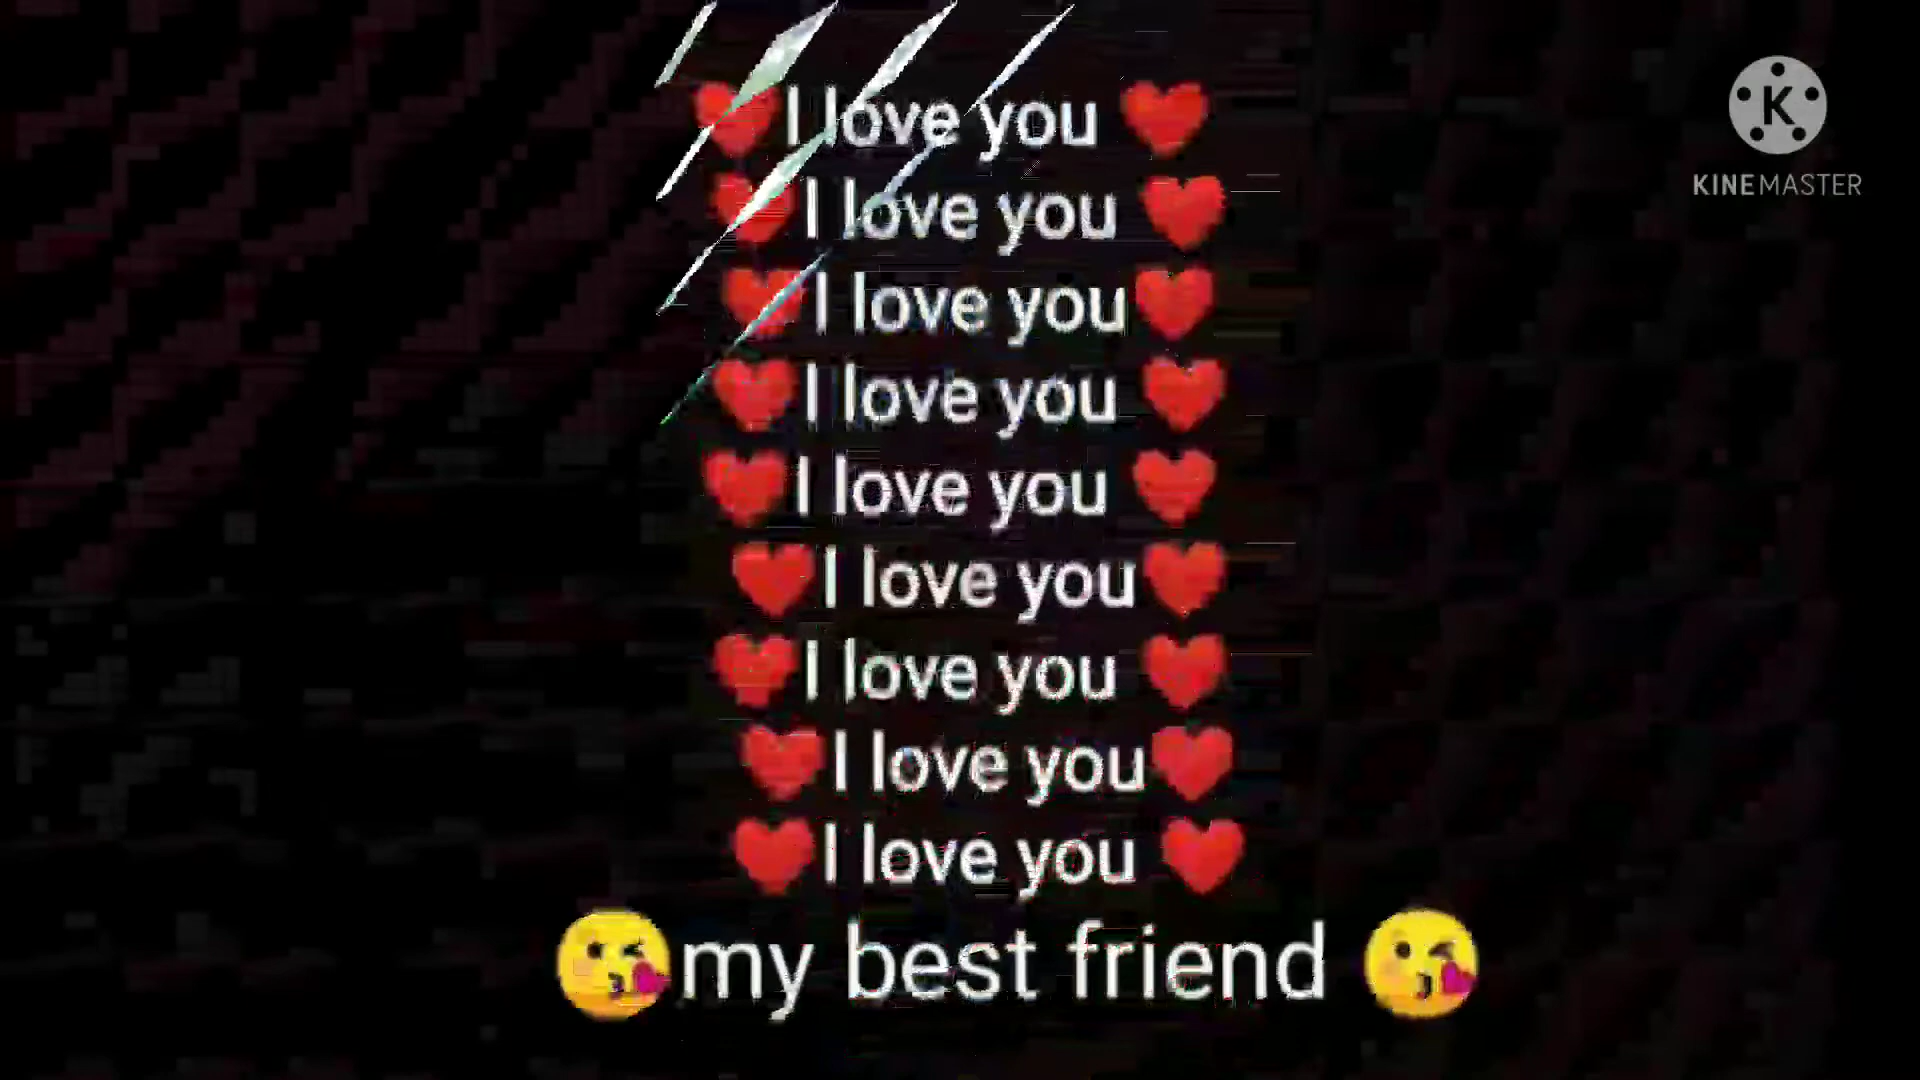 ❤️I love you ❤️
❤️I love you ❤️
❤️I love you❤️
❤️I love you ❤️
❤️I love you ❤️
❤️I love you❤️
❤️I love you ❤️
❤️I love you❤️
❤️I love you ❤️
😘my best friend 😘
K
KINEMASTER